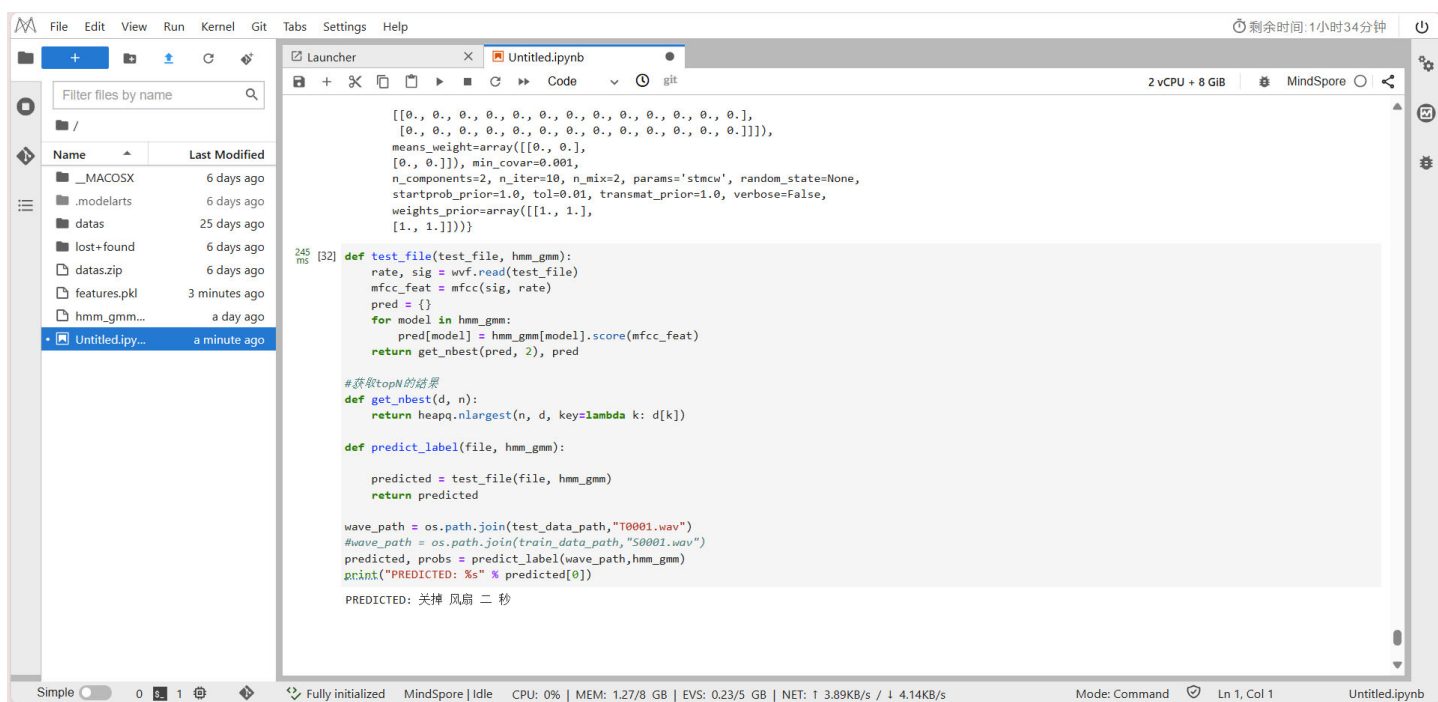 File Edit View Run Kernel Git Tabs Settings Help
剩余时间:1小时34分钟
Filter files by name
/
Name Last Modified
__MACOSX 6 days ago
.modelarts 6 days ago
datas 25 days ago
lost+found 6 days ago
datas.zip 6 days ago
features.pkl 3 minutes ago
hmm_gmm... a day ago
Untitled.ipy... a minute ago
Launcher
Untitled.ipynb
Code
git
2 vCPU + 8 GiB
MindSpore
[[0., 0., 0., 0., 0., 0., 0., 0., 0., 0., 0., 0., 0.],
[0., 0., 0., 0., 0., 0., 0., 0., 0., 0., 0., 0., 0.]]]),
means_weight=array([[0., 0.],
[0., 0.]]), min_covar=0.001,
n_components=2, n_iter=10, n_mix=2, params='stmcw', random_state=None,
startprob_prior=1.0, tol=0.01, transmat_prior=1.0, verbose=False,
weights_prior=array([[1., 1.],
[1., 1.]]))}
245 ms
[32]
def test_file(test_file, hmm_gmm):
rate, sig = wvf.read(test_file)
mfcc_feat = mfcc(sig, rate)
pred = {}
for model in hmm_gmm:
pred[model] = hmm_gmm[model].score(mfcc_feat)
return get_nbest(pred, 2), pred
#获取topN的结果
def get_nbest(d, n):
return heapq.nlargest(n, d, key=lambda k: d[k])
def predict_label(file, hmm_gmm):
predicted = test_file(file, hmm_gmm)
return predicted
wave_path = os.path.join(test_data_path,"T0001.wav")
#wave_path = os.path.join(train_data_path,"S0001.wav")
predicted, probs = predict_label(wave_path,hmm_gmm)
print("PREDICTED: %s" % predicted[0])
PREDICTED: 关掉 风扇 二 秒
Simple 0 1
Fully initialized MindSpore | Idle CPU: 0% | MEM: 1.27/8 GB | EVS: 0.23/5 GB | NET: ↑ 3.89KB/s / ↓ 4.14KB/s
Mode: Command Ln 1, Col 1 Untitled.ipynb